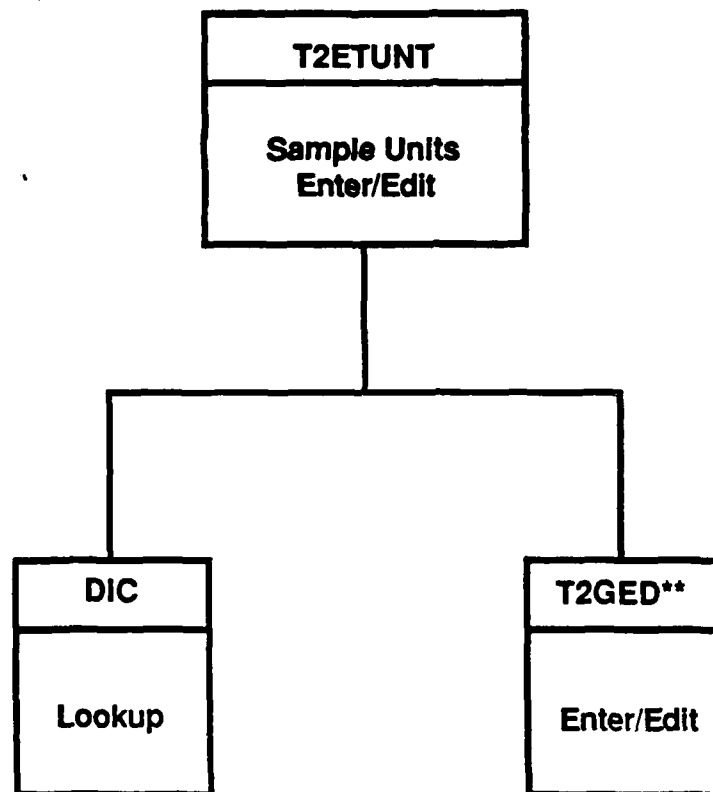 T2ETUNT
Sample Units
Enter/Edit
DIC
Lookup
T2GED**
Enter/Edit